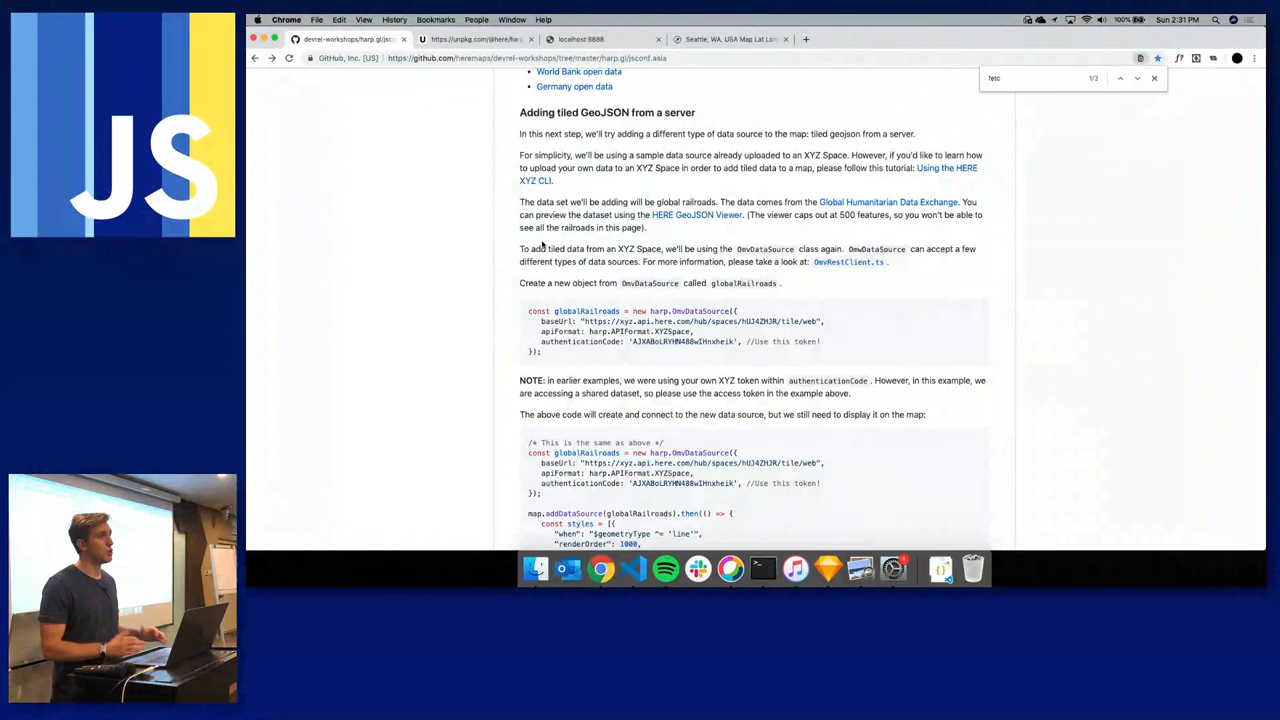 JS
Chrome File Edit View History Bookmarks People Window Help
100% Sun 2:31 PM
devrel-workshops/harp.gl/jsc
https://unpkg.com/@here/harp
localhost:8888
Seattle, WA, USA Map Lat Lon
GitHub, Inc. [US] https://github.com/heremaps/devrel-workshops/tree/master/harp.gl/jsconf.asia
fetc 1/3
World Bank open data
Germany open data
Adding tiled GeoJSON from a server
In this next step, we'll try adding a different type of data source to the map: tiled geojson from a server.
For simplicity, we'll be using a sample data source already uploaded to an XYZ Space. However, if you'd like to learn how
to upload your own data to an XYZ Space in order to add tiled data to a map, please follow this tutorial: Using the HERE
XYZ CLI.
The data set we'll be adding will be global railroads. The data comes from the Global Humanitarian Data Exchange. You
can preview the dataset using the HERE GeoJSON Viewer. (The viewer caps out at 500 features, so you won't be able to
see all the railroads in this page).
To add tiled data from an XYZ Space, we'll be using the OmvDataSource class again. OmwDataSource can accept a few
different types of data sources. For more information, please take a look at: OmvRestClient.ts.
Create a new object from OmvDataSource called globalRailroads.
const globalRailroads = new harp.OmvDataSource({
baseUrl: "https://xyz.api.here.com/hub/spaces/hUJ4ZHJR/tile/web",
apiFormat: harp.APIFormat.XYZSpace,
authenticationCode: 'AJXABoLRYHN488wIHnxheik', //Use this token!
});
NOTE: in earlier examples, we were using your own XYZ token within authenticationCode. However, in this example, we
are accessing a shared dataset, so please use the access token in the example above.
The above code will create and connect to the new data source, but we still need to display it on the map:
/* This is the same as above */
const globalRailroads = new harp.OmvDataSource({
baseUrl: "https://xyz.api.here.com/hub/spaces/hUJ4ZHJR/tile/web",
apiFormat: harp.APIFormat.XYZSpace,
authenticationCode: 'AJXABoLRYHN488wIHnxheik', //Use this token!
});
map.addDataSource(globalRailroads).then(() => {
const styles = [{
"when": "$geometryType ^= 'line'",
"renderOrder": 1000,